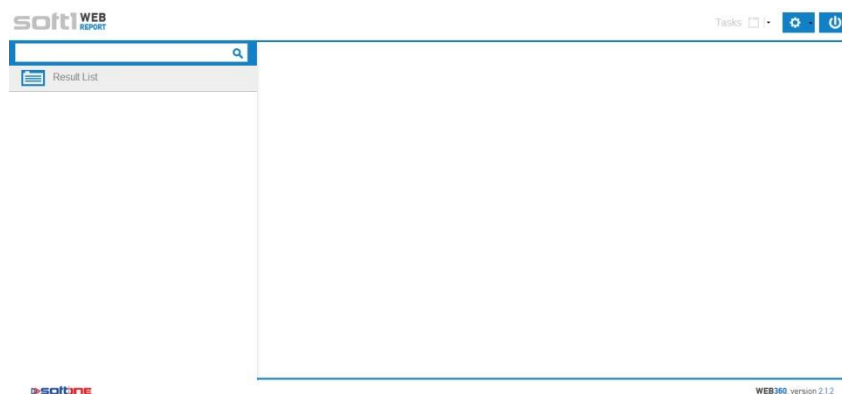 soft1 WEB REPORT
Tasks
Result List
softone
WEB360 version 2.1.2